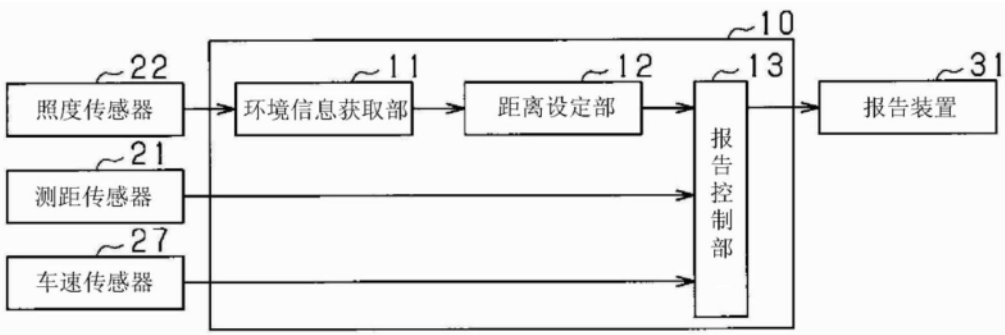 10
22
11
12
13
31
照度传感器
环境信息获取部
距离设定部
报告控制部
报告装置
21
测距传感器
27
车速传感器